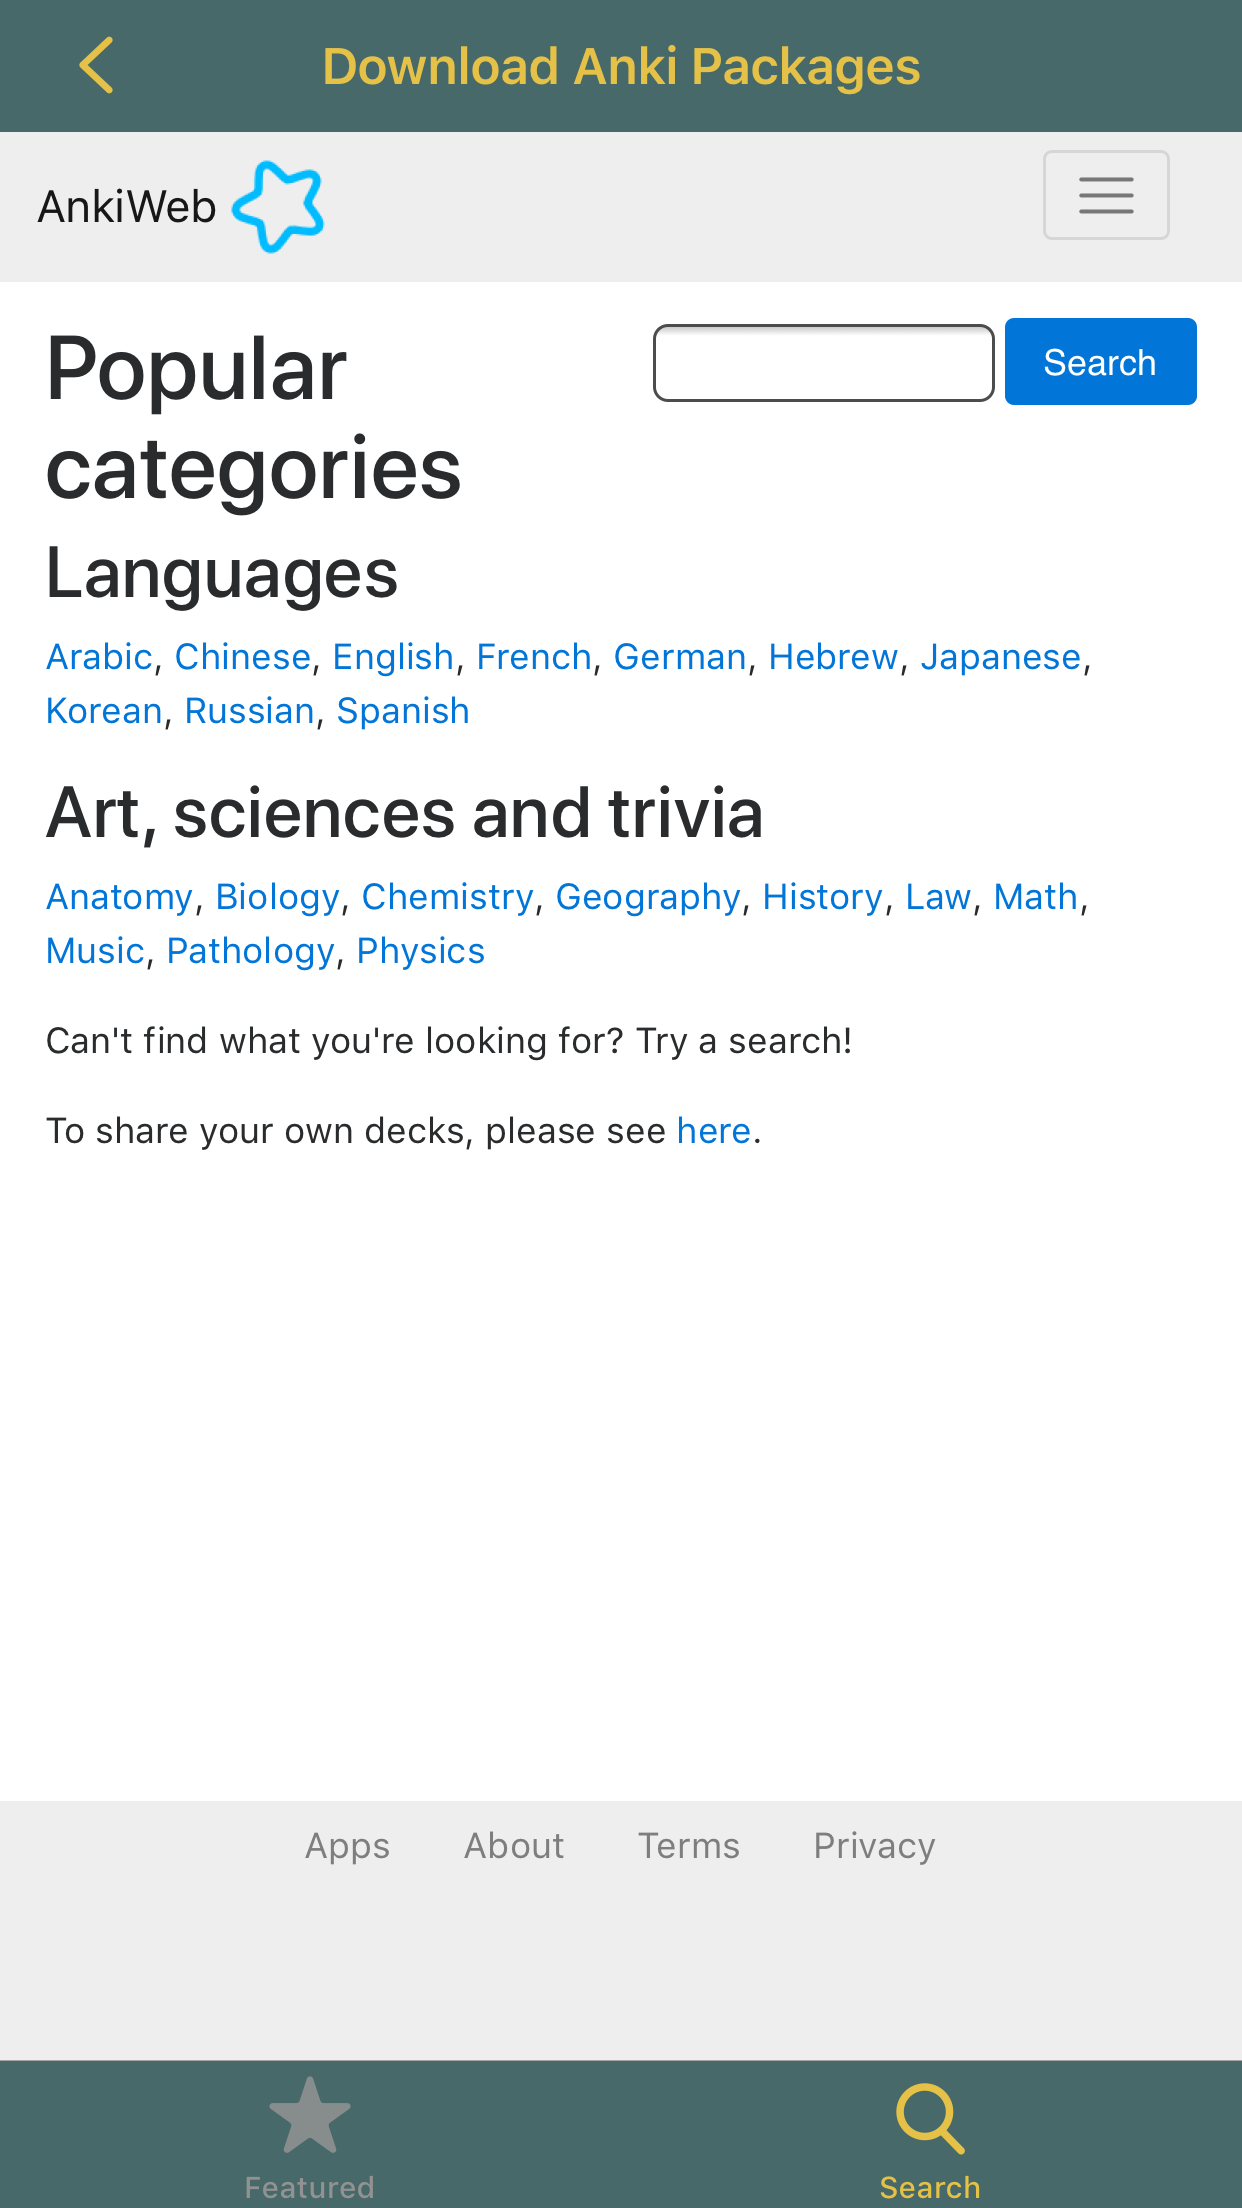 Download Anki Packages
AnkiWeb
Popular
categories
Search
Languages
Arabic, Chinese, English, French, German, Hebrew, Japanese,
Korean, Russian, Spanish
Art, sciences and trivia
Anatomy, Biology, Chemistry, Geography, History, Law, Math,
Music, Pathology, Physics
Can't find what you're looking for? Try a search!
To share your own decks, please see here.
Apps About Terms Privacy
Featured
Search